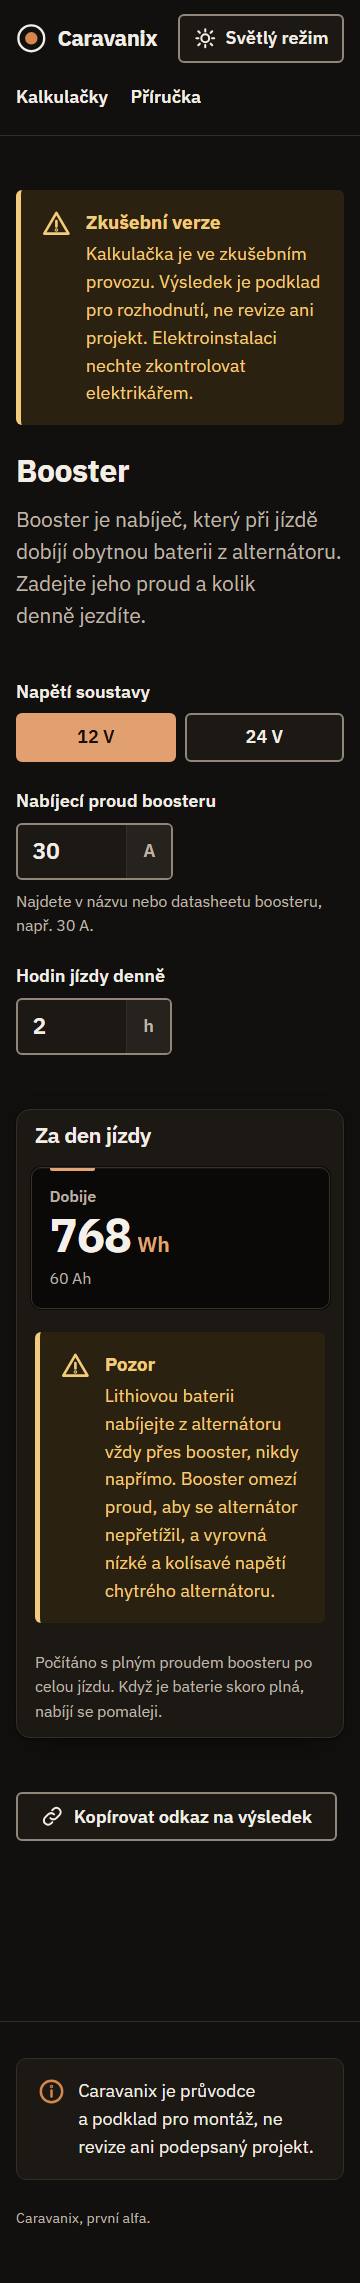 Caravanix
Světlý režim
Kalkulačky
Příručka
Zkušební verze
Kalkulačka je ve zkušebním
provozu. Výsledek je podklad
pro rozhodnutí, ne revize ani
projekt. Elektroinstalaci
nechte zkontrolovat
elektrikářem.
Booster
Booster je nabíječ, který při jízdě
dobíjí obytnou baterii z alternátoru.
Zadejte jeho proud a kolik
denně jezdíte.
Napětí soustavy
12 V
24 V
Nabíjecí proud boosteru
30 A
Najdete v názvu nebo datasheetu boosteru,
např. 30 A.
Hodin jízdy denně
2 h
Za den jízdy
Dobije
768 Wh
60 Ah
Pozor
Lithiovou baterii
nabíjejte z alternátoru
vždy přes booster, nikdy
napřímo. Booster omezí
proud, aby se alternátor
nepřetížil, a vyrovná
nízké a kolísavé napětí
chytrého alternátoru.
Počítáno s plným proudem boosteru po
celou jízdu. Když je baterie skoro plná,
nabíjí se pomaleji.
Kopírovat odkaz na výsledek
Caravanix je průvodce
a podklad pro montáž, ne
revize ani podepsaný projekt.
Caravanix, první alfa.